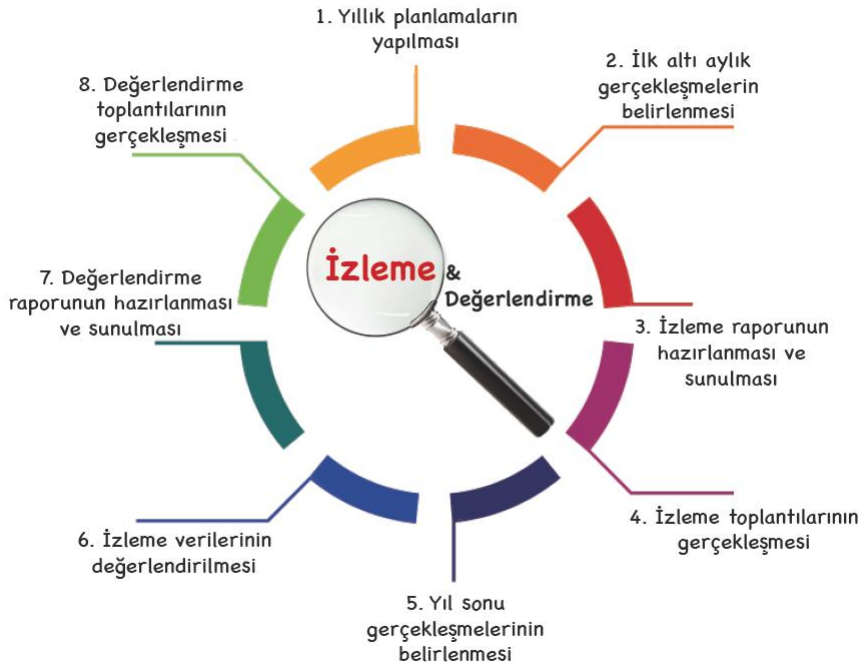 1. Yıllık planlamaların
yapılması
2. İlk altı aylık
gerçekleşmelerin
belirlenmesi
3. İzleme raporunun
hazırlanması ve
sunulması
4. İzleme toplantılarının
gerçekleşmesi
5. Yıl sonu
gerçekleşmelerinin
belirlenmesi
6. İzleme verilerinin
değerlendirilmesi
7. Değerlendirme
raporunun hazırlanması
ve sunulması
8. Değerlendirme
toplantılarının
gerçekleşmesi
İzleme &
Değerlendirme